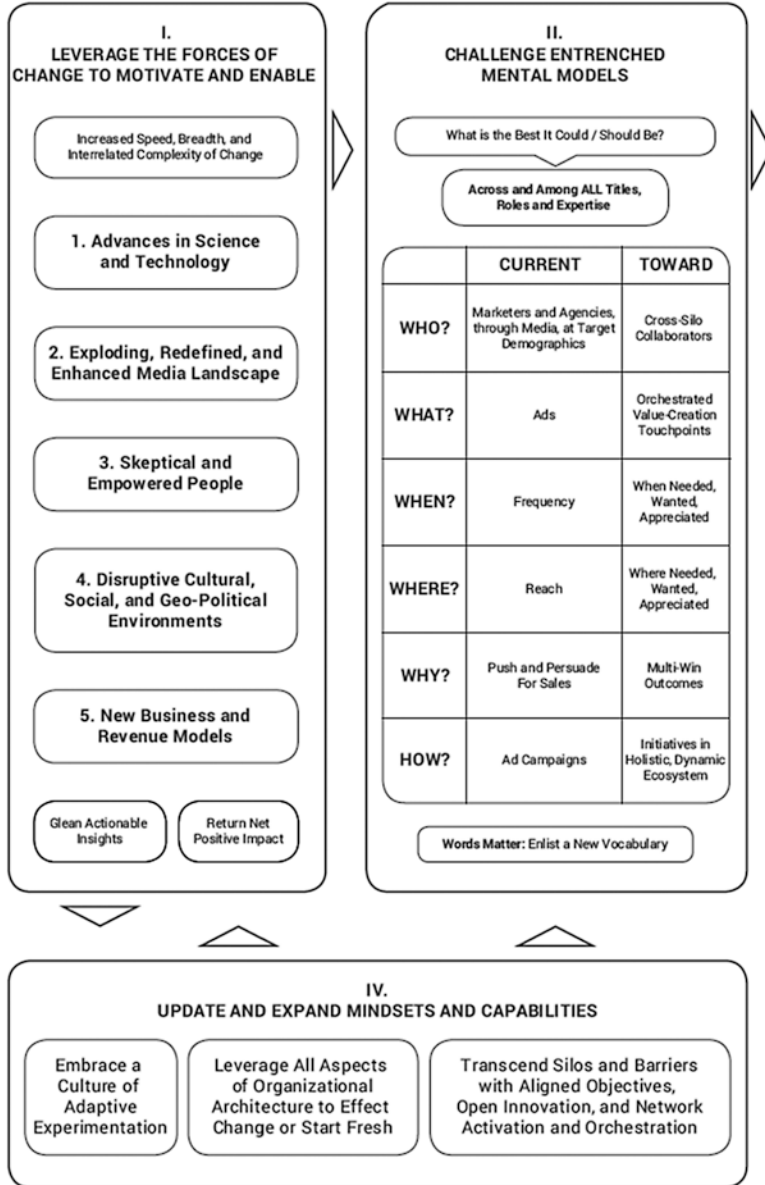 I.
LEVERAGE THE FORCES OF
CHANGE TO MOTIVATE AND ENABLE
Increased Speed, Breadth, and
Interrelated Complexity of Change
1. Advances in Science
and Technology
2. Exploding, Redefined, and
Enhanced Media Landscape
3. Skeptical and
Empowered People
4. Disruptive Cultural,
Social, and Geo-Political
Environments
5. New Business and
Revenue Models
Glean Actionable
Insights
Return Net
Positive Impact
II.
CHALLENGE ENTRENCHED
MENTAL MODELS
What is the Best It Could / Should Be?
Across and Among ALL Titles,
Roles and Expertise
CURRENT
TOWARD
WHO?
Marketers and Agencies,
through Media, at Target
Demographics
Cross-Silo
Collaborators
WHAT?
Ads
Orchestrated
Value-Creation
Touchpoints
WHEN?
Frequency
When Needed,
Wanted,
Appreciated
WHERE?
Reach
Where Needed,
Wanted,
Appreciated
WHY?
Push and Persuade
For Sales
Multi-Win
Outcomes
HOW?
Ad Campaigns
Initiatives in
Holistic, Dynamic
Ecosystem
Words Matter: Enlist a New Vocabulary
IV.
UPDATE AND EXPAND MINDSETS AND CAPABILITIES
Embrace a
Culture of
Adaptive
Experimentation
Leverage All Aspects
of Organizational
Architecture to Effect
Change or Start Fresh
Transcend Silos and Barriers
with Aligned Objectives,
Open Innovation, and Network
Activation and Orchestration